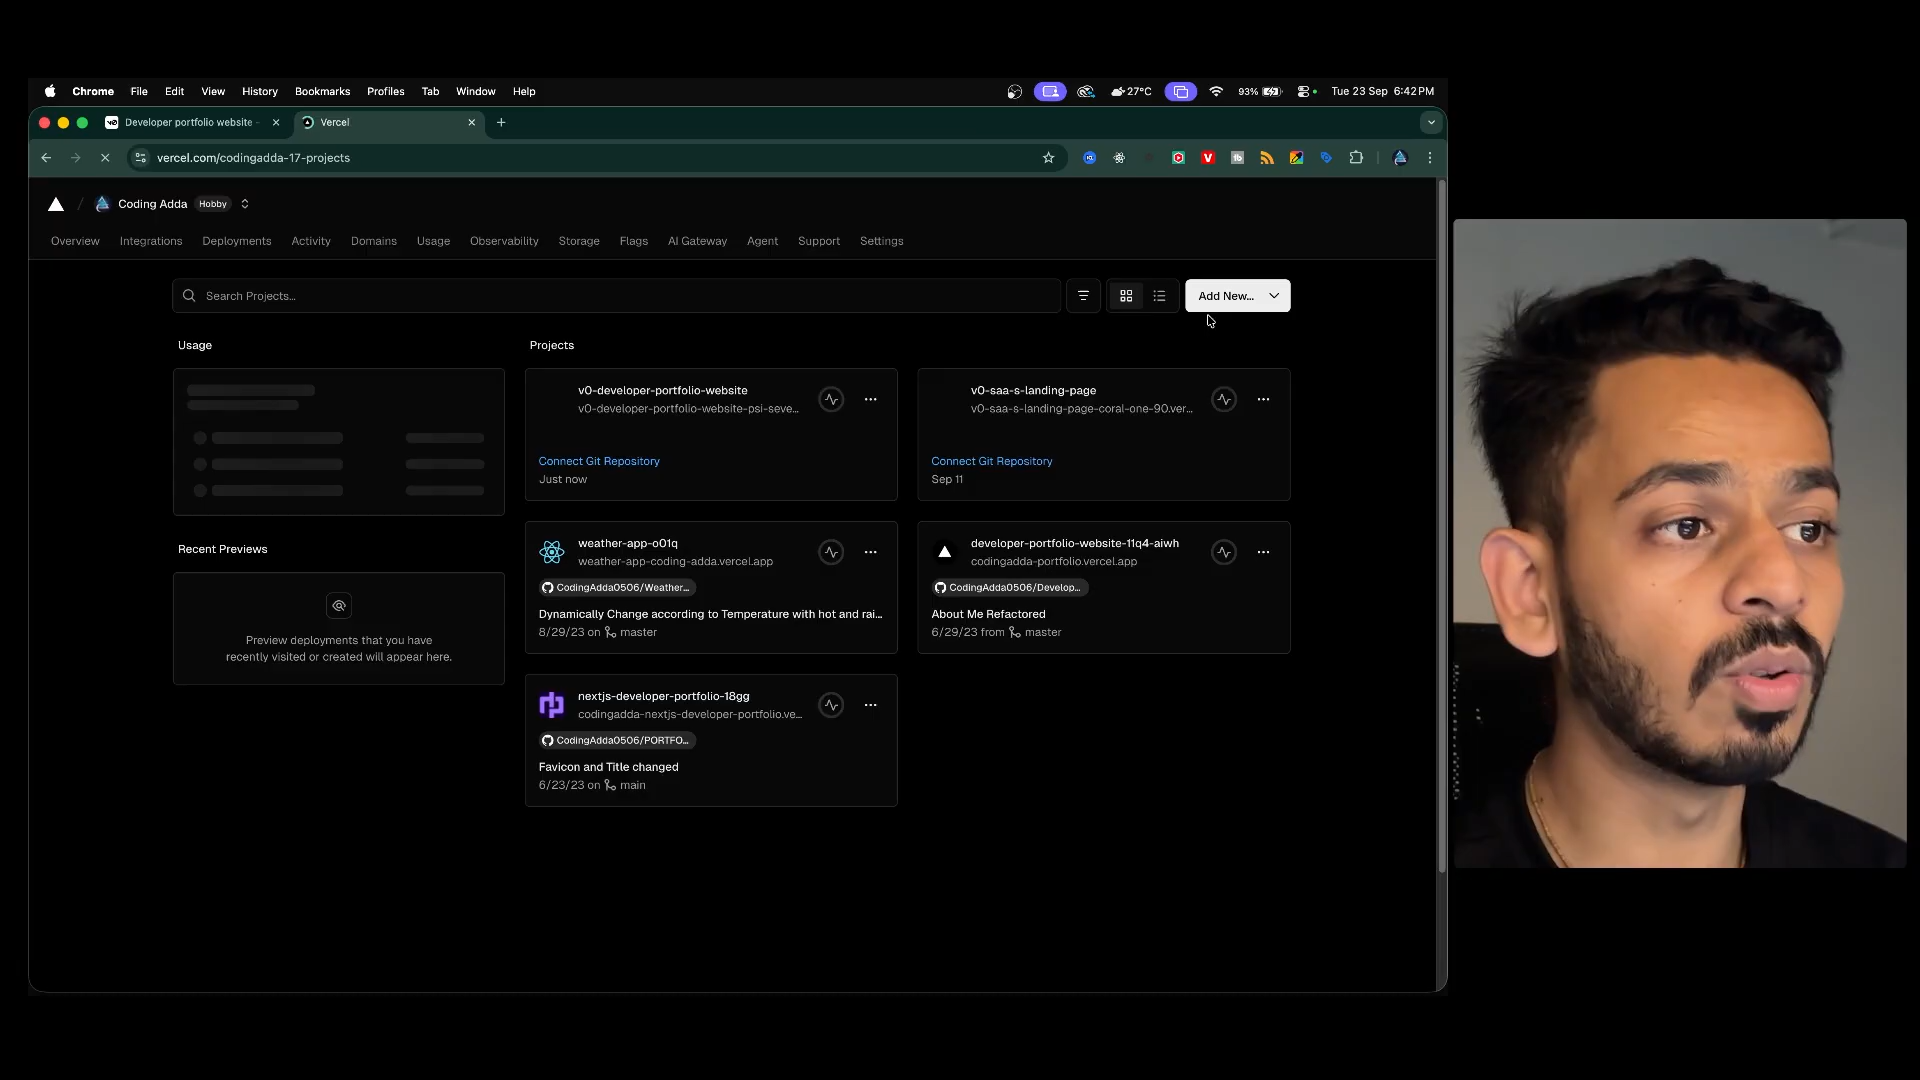 Chrome File Edit View History Bookmarks Profiles Tab Window Help 27°C 93% Tue 23 Sep 6:42 PM
Developer portfolio website - Vercel
vercel.com/codingadda-17-projects
Coding Adda Hobby
Overview Integrations Deployments Activity Domains Usage Observability Storage Flags AI Gateway Agent Support Settings
Search Projects... Add New...
Usage
Projects
v0-developer-portfolio-website
v0-developer-portfolio-website-psi-seve...
Connect Git Repository
Just now
v0-saa-s-landing-page
v0-saa-s-landing-page-coral-one-90.ver...
Connect Git Repository
Sep 11
Recent Previews
Preview deployments that you have
recently visited or created will appear here.
weather-app-o01q
weather-app-coding-adda.vercel.app
CodingAdda0506/Weather...
Dynamically Change according to Temperature with hot and rai...
8/29/23 on master
developer-portfolio-website-11q4-aiwh
codingadda-portfolio.vercel.app
CodingAdda0506/Develop...
About Me Refactored
6/29/23 from master
nextjs-developer-portfolio-18gg
codingadda-nextjs-developer-portfolio.ve...
CodingAdda0506/PORTFO...
Favicon and Title changed
6/23/23 on main